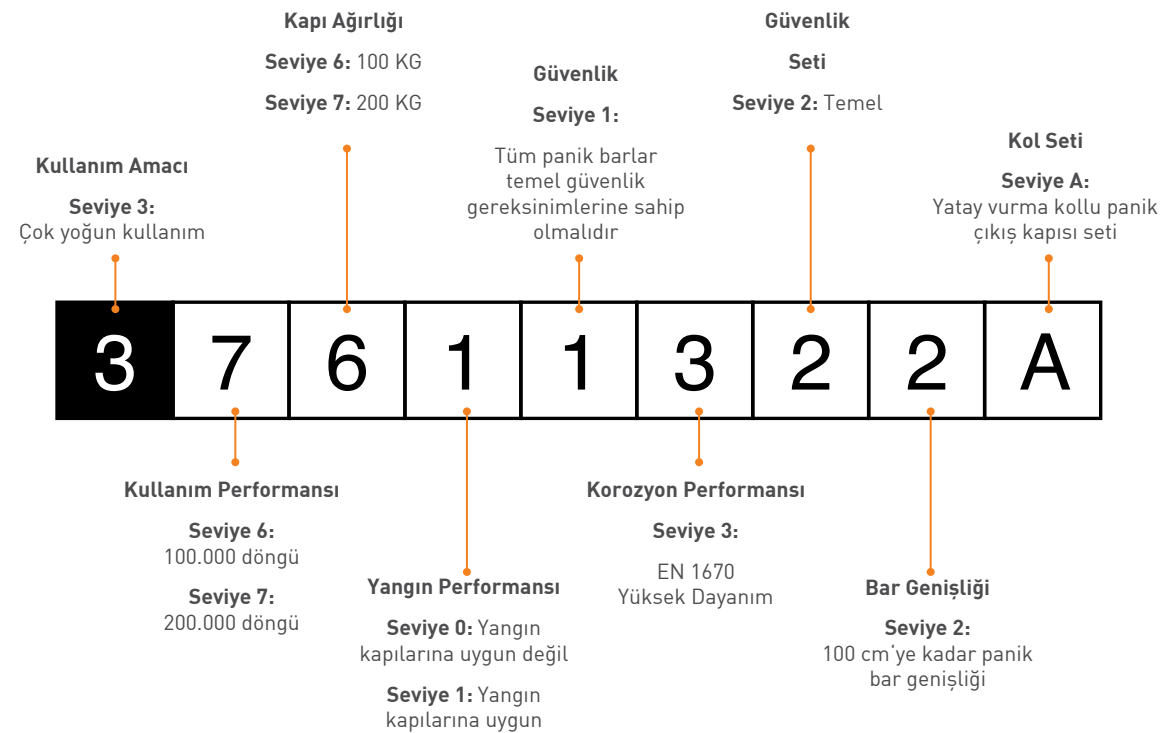 Kapı Ağırlığı
Seviye 6: 100 KG
Seviye 7: 200 KG
Güvenlik
Seti
Seviye 2: Temel
Güvenlik
Seviye 1:
Tüm panik barlar
temel güvenlik
gereksinimlerine sahip
olmalıdır
Kol Seti
Seviye A:
Yatay vurma kollu panik
çıkış kapısı seti
Kullanım Amacı
Seviye 3:
Çok yoğun kullanım
3 7 6 1 1 3 2 2 A
Kullanım Performansı
Seviye 6:
100.000 döngü
Seviye 7:
200.000 döngü
Yangın Performansı
Seviye 0: Yangın
kapılarına uygun değil
Seviye 1: Yangın
kapılarına uygun
Korozyon Performansı
Seviye 3:
EN 1670
Yüksek Dayanım
Bar Genişliği
Seviye 2:
100 cm'ye kadar panik
bar genişliği